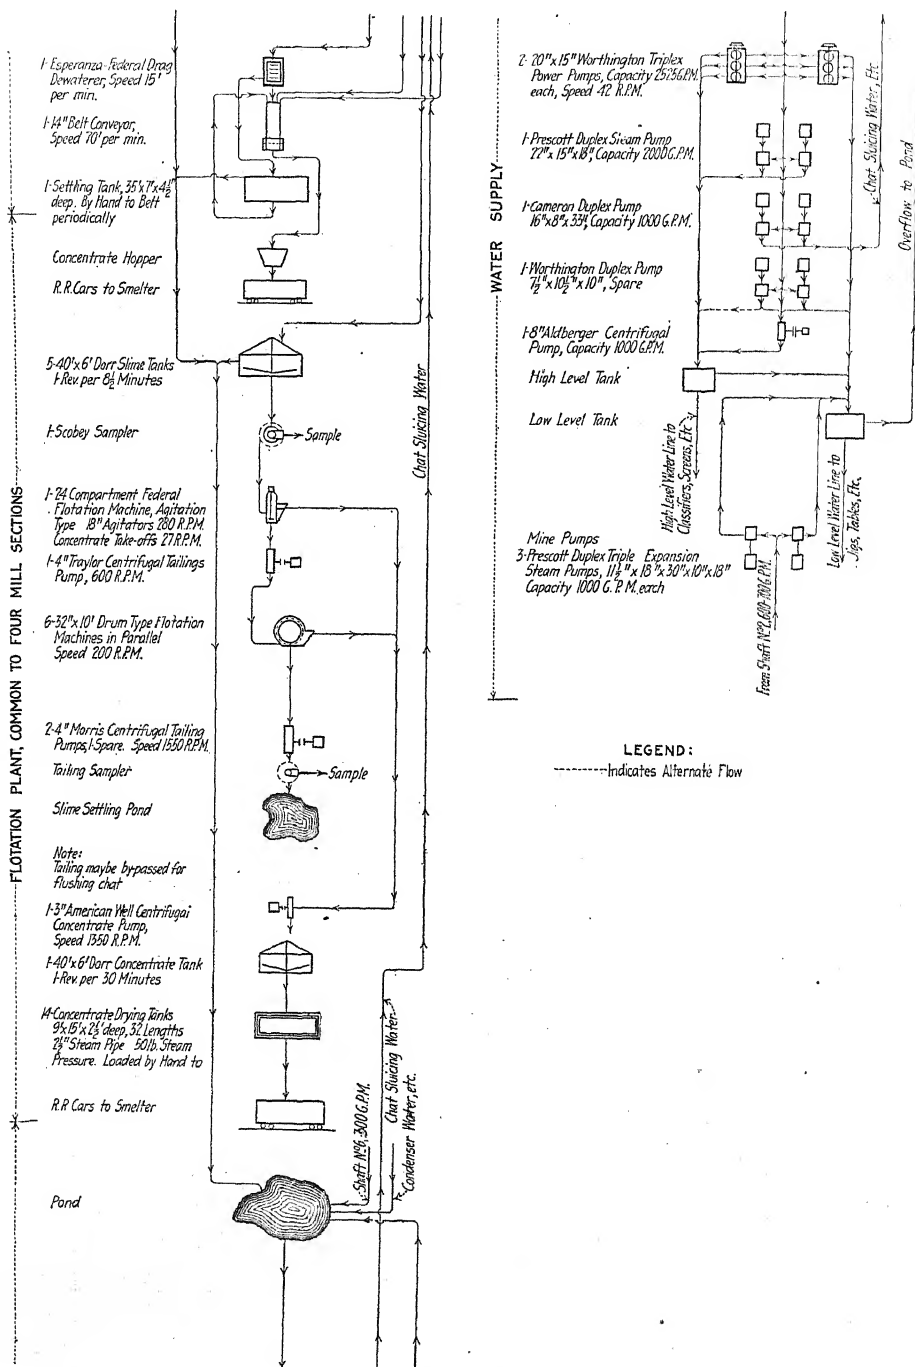 1-Esperanza-Federal Drag
Dewaterer, Speed 15'
per min.
1-14" Belt Conveyor,
Speed 70' per min.
1-Settling Tank, 35'x7'x4½'
deep. By Hand to Belt
periodically
Concentrate Hopper
R.R. Cars to Smelter
5-40'x6' Dorr Slime Tanks
1-Rev. per 8½ Minutes
1-Scobey Sampler
Sample
1-24 Compartment Federal
Flotation Machine, Agitation
Type 18" Agitators 280 R.P.M.
Concentrate Take-offs 27 R.P.M.
1-4" Traylor Centrifugal Tailings
Pump, 600 R.P.M.
6-32"x10' Drum Type Flotation
Machines in Parallel
Speed 200 R.P.M.
2-4" Morris Centrifugal Tailing
Pumps, 1-Spare. Speed 1550 R.P.M.
Tailing Sampler
Sample
Slime Settling Pond
Note:
Tailing maybe by-passed for
flushing chat
1-3" American Well Centrifugal
Concentrate Pump,
Speed 1350 R.P.M.
1-40'x6' Dorr Concentrate Tank
1-Rev. per 30 Minutes
14-Concentrate Drying Tanks
9'x15'x2½' deep, 32 Lengths
2½" Steam Pipe 50 lb. Steam
Pressure. Loaded by Hand to
R.R Cars to Smelter
Pond
FLOTATION PLANT, COMMON TO FOUR MILL SECTIONS
Chat Sluicing Water
Shaft Nº6, 300 G.P.M.
Chat Sluicing Water
Condenser Water, etc.
WATER SUPPLY
2-20"x15" Worthington Triplex
Power Pumps, Capacity 2525 G.P.M.
each, Speed 42 R.P.M.
1-Prescott Duplex Steam Pump
22"x15"x18", Capacity 2000 G.P.M.
1-Cameron Duplex Pump
Capacity 1000 G.P.M.
1-Worthington Duplex Pump
7½"x10½"x10", Spare
1-8" Aldberger Centrifugal
Pump, Capacity 1000 G.P.M.
High Level Tank
Low Level Tank
Chat Sluicing Water, Etc
Overflow to Pond
High Level Water Line to
Classifiers, Screens, Etc
Low Level Water Line to
Jigs, Tables, Etc.
Mine Pumps
3-Prescott Duplex Triple Expansion
Steam Pumps, 11½"x18"x30"x10"x18"
Capacity 1000 G.P.M. each
From Shaft Nº2, 600-700 G.P.M.
LEGEND:
--------Indicates Alternate Flow